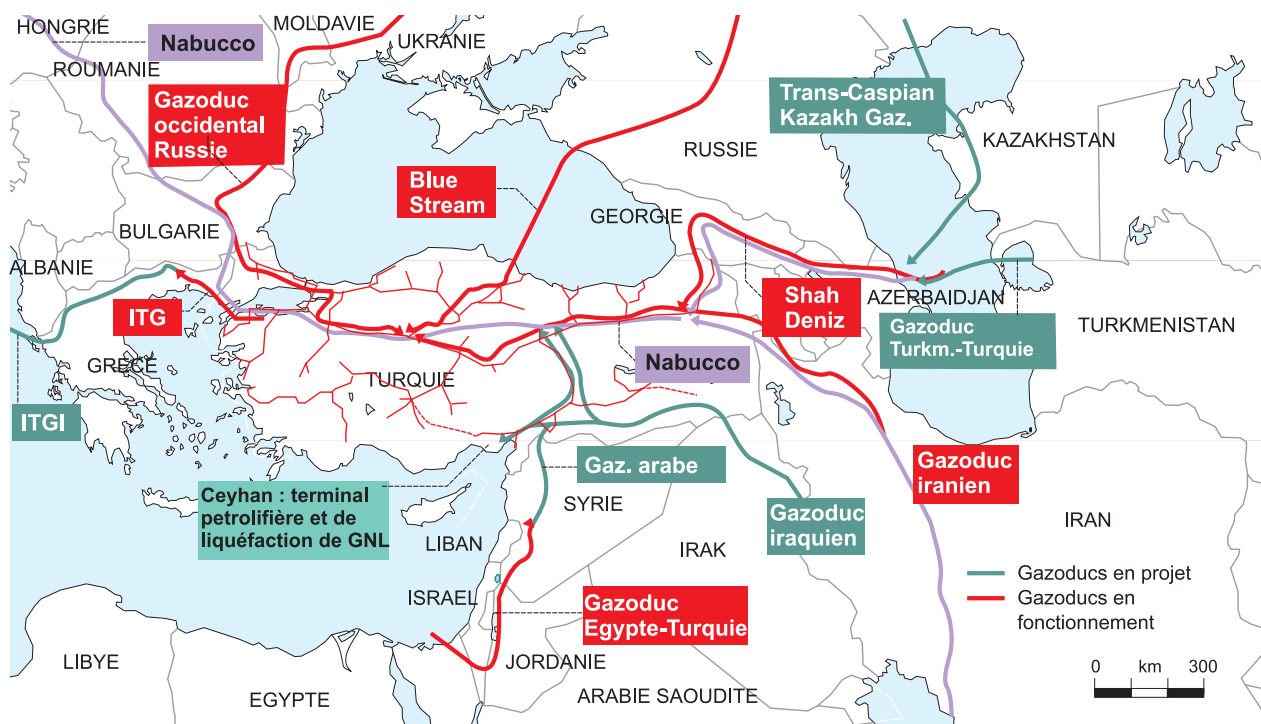 HONGRIE
MOLDAVIE
Nabucco
UKRANIE
ROUMANIE
Gazoduc
occidental
Russie
Trans-Caspian
Kazakh Gaz.
KAZAKHSTAN
RUSSIE
Blue
Stream
GEORGIE
BULGARIE
ALBANIE
ITG
Shah
Deniz
AZERBAIDJAN
Gazoduc
Turkm.-Turquie
TURKMENISTAN
GRECE
Nabucco
TURQUIE
ITGI
Gaz. arabe
Gazoduc
iranien
Ceyhan : terminal
petrolifière et de
liquéfaction de GNL
SYRIE
Gazoduc
iraquien
IRAN
LIBAN
IRAK
ISRAEL
Gazoducs en projet
Gazoducs en
fonctionnement
Gazoduc
Egypte-Turquie
LIBYE
JORDANIE
0 km 300
EGYPTE
ARABIE SAOUDITE